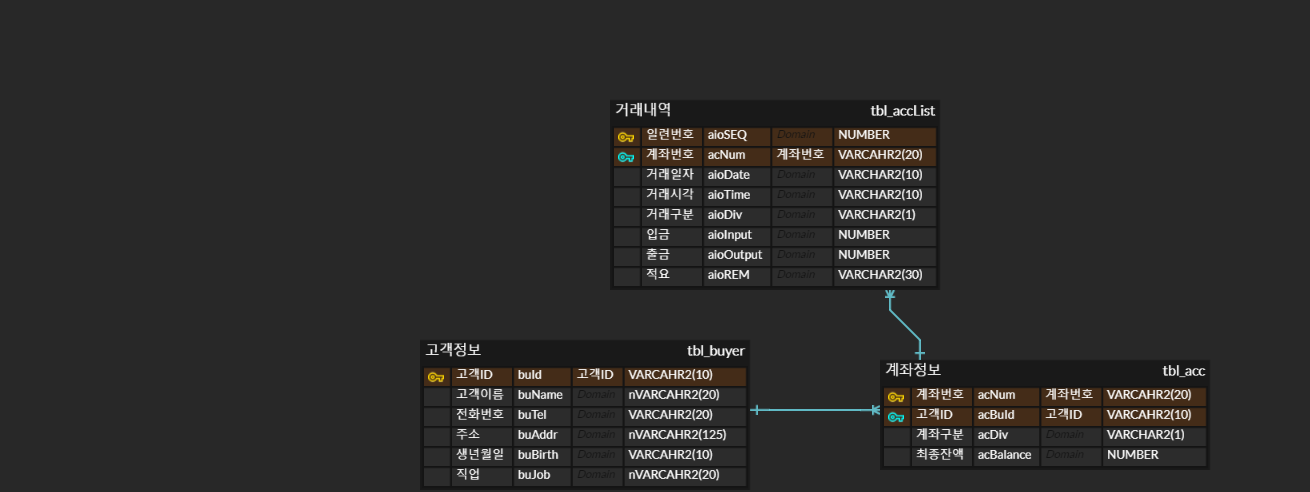 거래내역 tbl_accList
일련번호 aioSEQ Domain NUMBER
계좌번호 acNum 계좌번호 VARCAHR2(20)
거래일자 aioDate Domain VARCHAR2(10)
거래시각 aioTime Domain VARCHAR2(10)
거래구분 aioDiv Domain VARCHAR2(1)
입금 aioInput Domain NUMBER
출금 aioOutput Domain NUMBER
적요 aioREM Domain VARCHAR2(30)
고객정보 tbl_buyer
고객ID buId 고객ID VARCAHR2(10)
고객이름 buName Domain nVARCAHR2(20)
전화번호 buTel Domain VARCAHR2(20)
주소 buAddr Domain nVARCAHR2(125)
생년월일 buBirth Domain VARCAHR2(10)
직업 buJob Domain nVARCAHR2(20)
계좌정보 tbl_acc
계좌번호 acNum 계좌번호 VARCAHR2(20)
고객ID acBuId 고객ID VARCAHR2(10)
계좌구분 acDiv Domain VARCHAR2(1)
최종잔액 acBalance Domain NUMBER